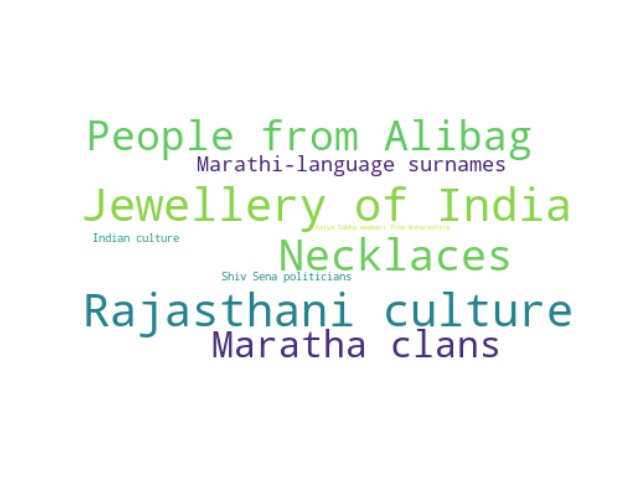 People from Alibag
Marathi-language surnames
Jewellery of India
Rajya Sabha members from Maharashtra
Indian culture
Necklaces
Shiv Sena politicians
Rajasthani culture
Maratha clans